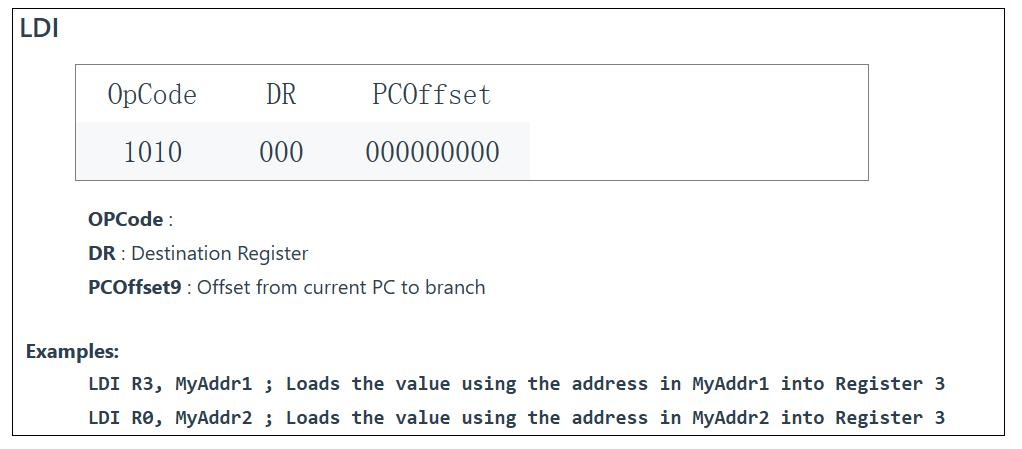 LDI
OpCode DR PCOffset
1010 000 000000000
OPCode :
DR : Destination Register
PCOffset9 : Offset from current PC to branch
Examples:
LDI R3, MyAddr1 ; Loads the value using the address in MyAddr1 into Register 3
LDI R0, MyAddr2 ; Loads the value using the address in MyAddr2 into Register 3